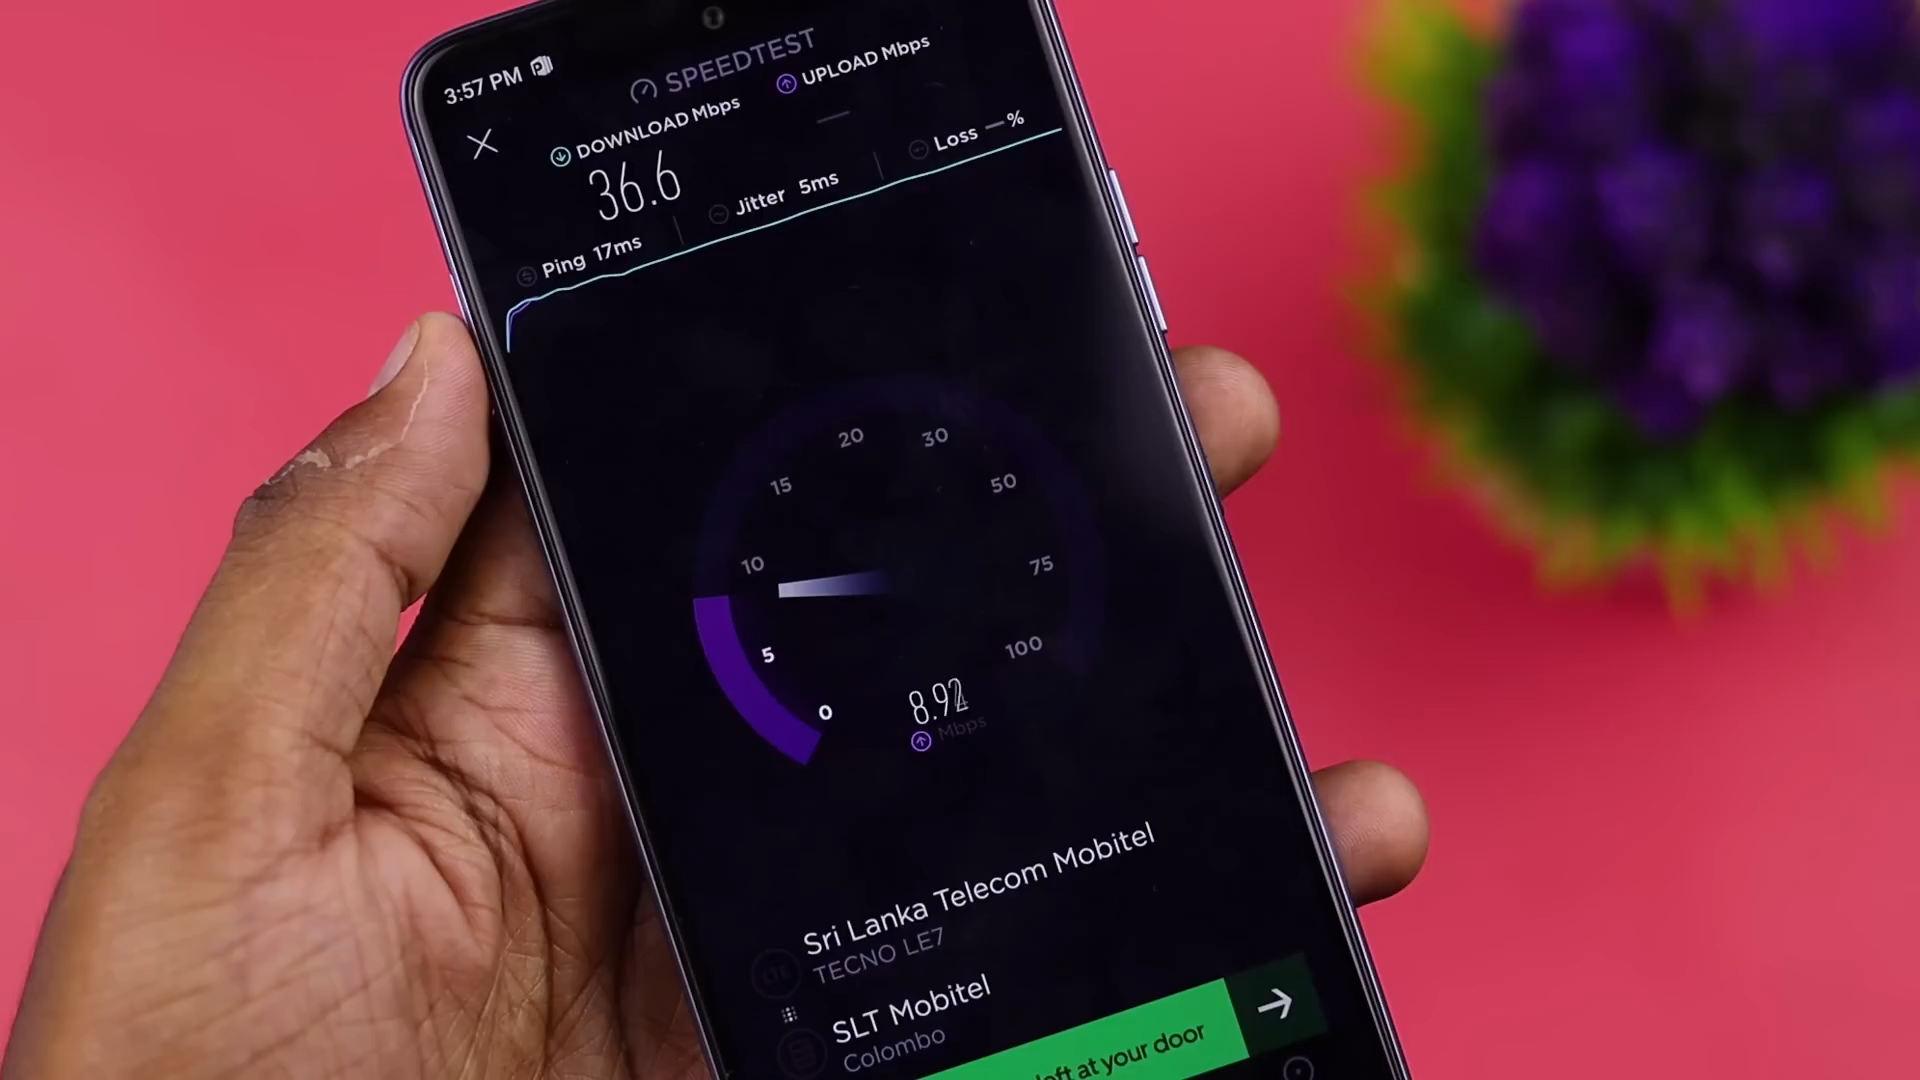 3:57 PM
SPEEDTEST
DOWNLOAD Mbps
UPLOAD Mbps
36.6
—
Ping 17ms
Jitter 5ms
Loss — %
0
5
10
15
20
30
50
75
100
8.92
Mbps
Sri Lanka Telecom Mobitel
TECNO LE7
LTE
SLT Mobitel
Colombo
left at your door